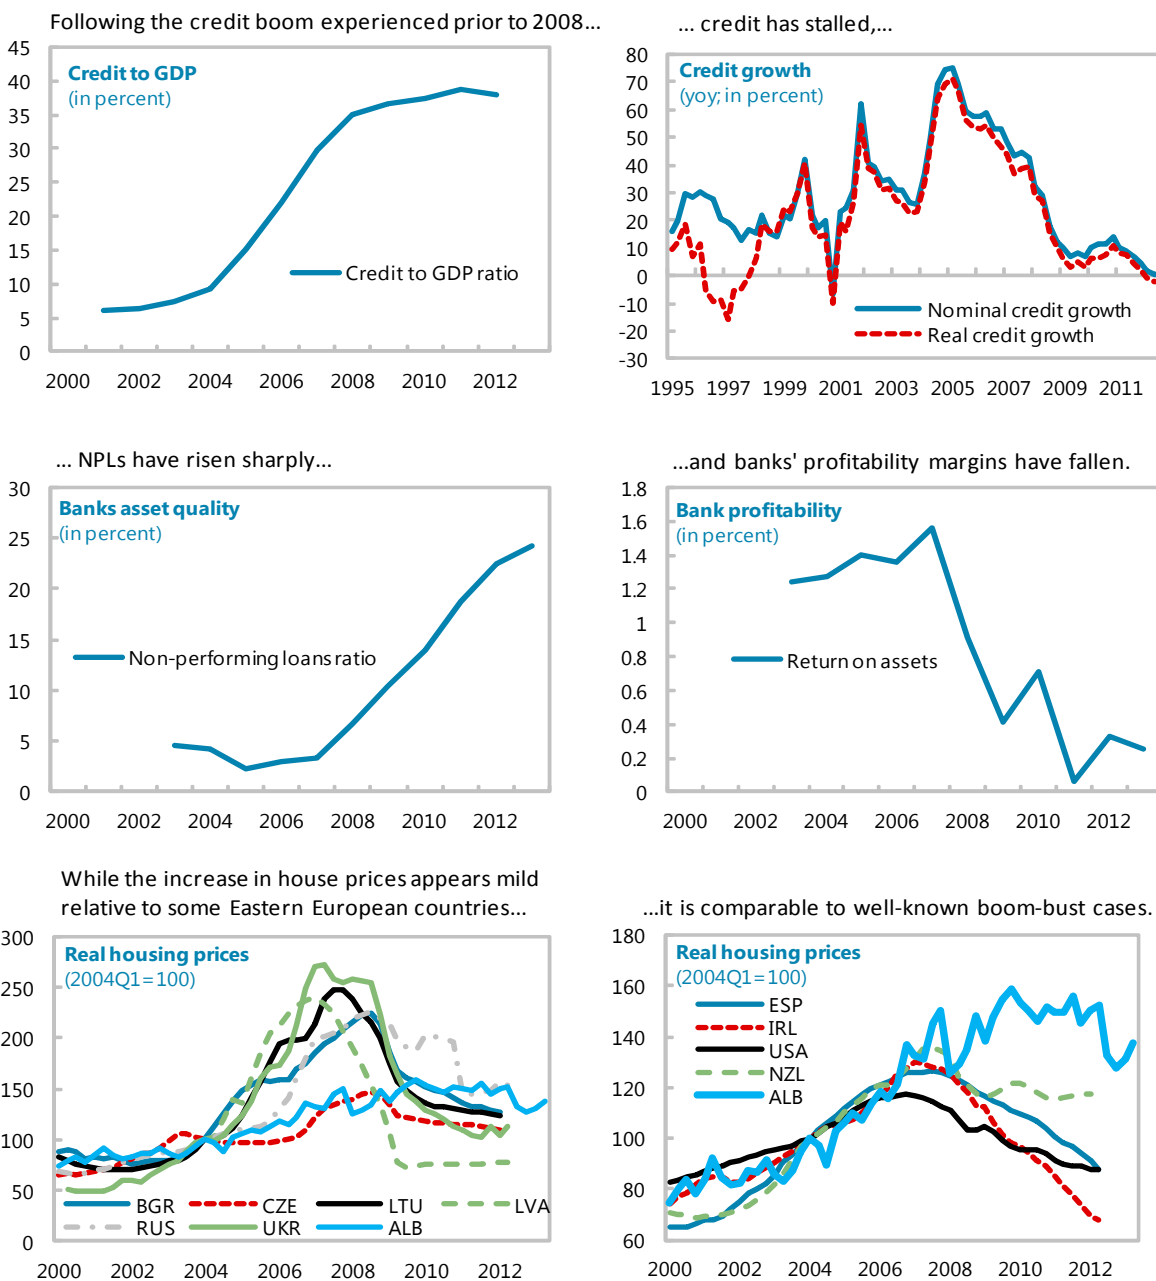 Following the credit boom experienced prior to 2008...
45
40
35
30
25
20
15
10
5
0
Credit to GDP
(in percent)
Credit to GDP ratio
2000 2002 2004 2006 2008 2010 2012
... credit has stalled,...
80
70
60
50
40
30
20
10
0
-10
-20
-30
Credit growth
(yoy; in percent)
Nominal credit growth
Real credit growth
1995 1997 1999 2001 2003 2005 2007 2009 2011
... NPLs have risen sharply...
30
25
20
15
10
5
0
Banks asset quality
(in percent)
Non-performing loans ratio
2000 2002 2004 2006 2008 2010 2012
...and banks' profitability margins have fallen.
1.8
1.6
1.4
1.2
1
0.8
0.6
0.4
0.2
0
Bank profitability
(in percent)
Return on assets
2000 2002 2004 2006 2008 2010 2012
While the increase in house prices appears mild
relative to some Eastern European countries...
300
250
200
150
100
50
0
Real housing prices
(2004Q1=100)
BGR CZE LTU LVA
RUS UKR ALB
2000 2002 2004 2006 2008 2010 2012
...it is comparable to well-known boom-bust cases.
180
160
140
120
100
80
60
Real housing prices
(2004Q1=100)
ESP
IRL
USA
NZL
ALB
2000 2002 2004 2006 2008 2010 2012